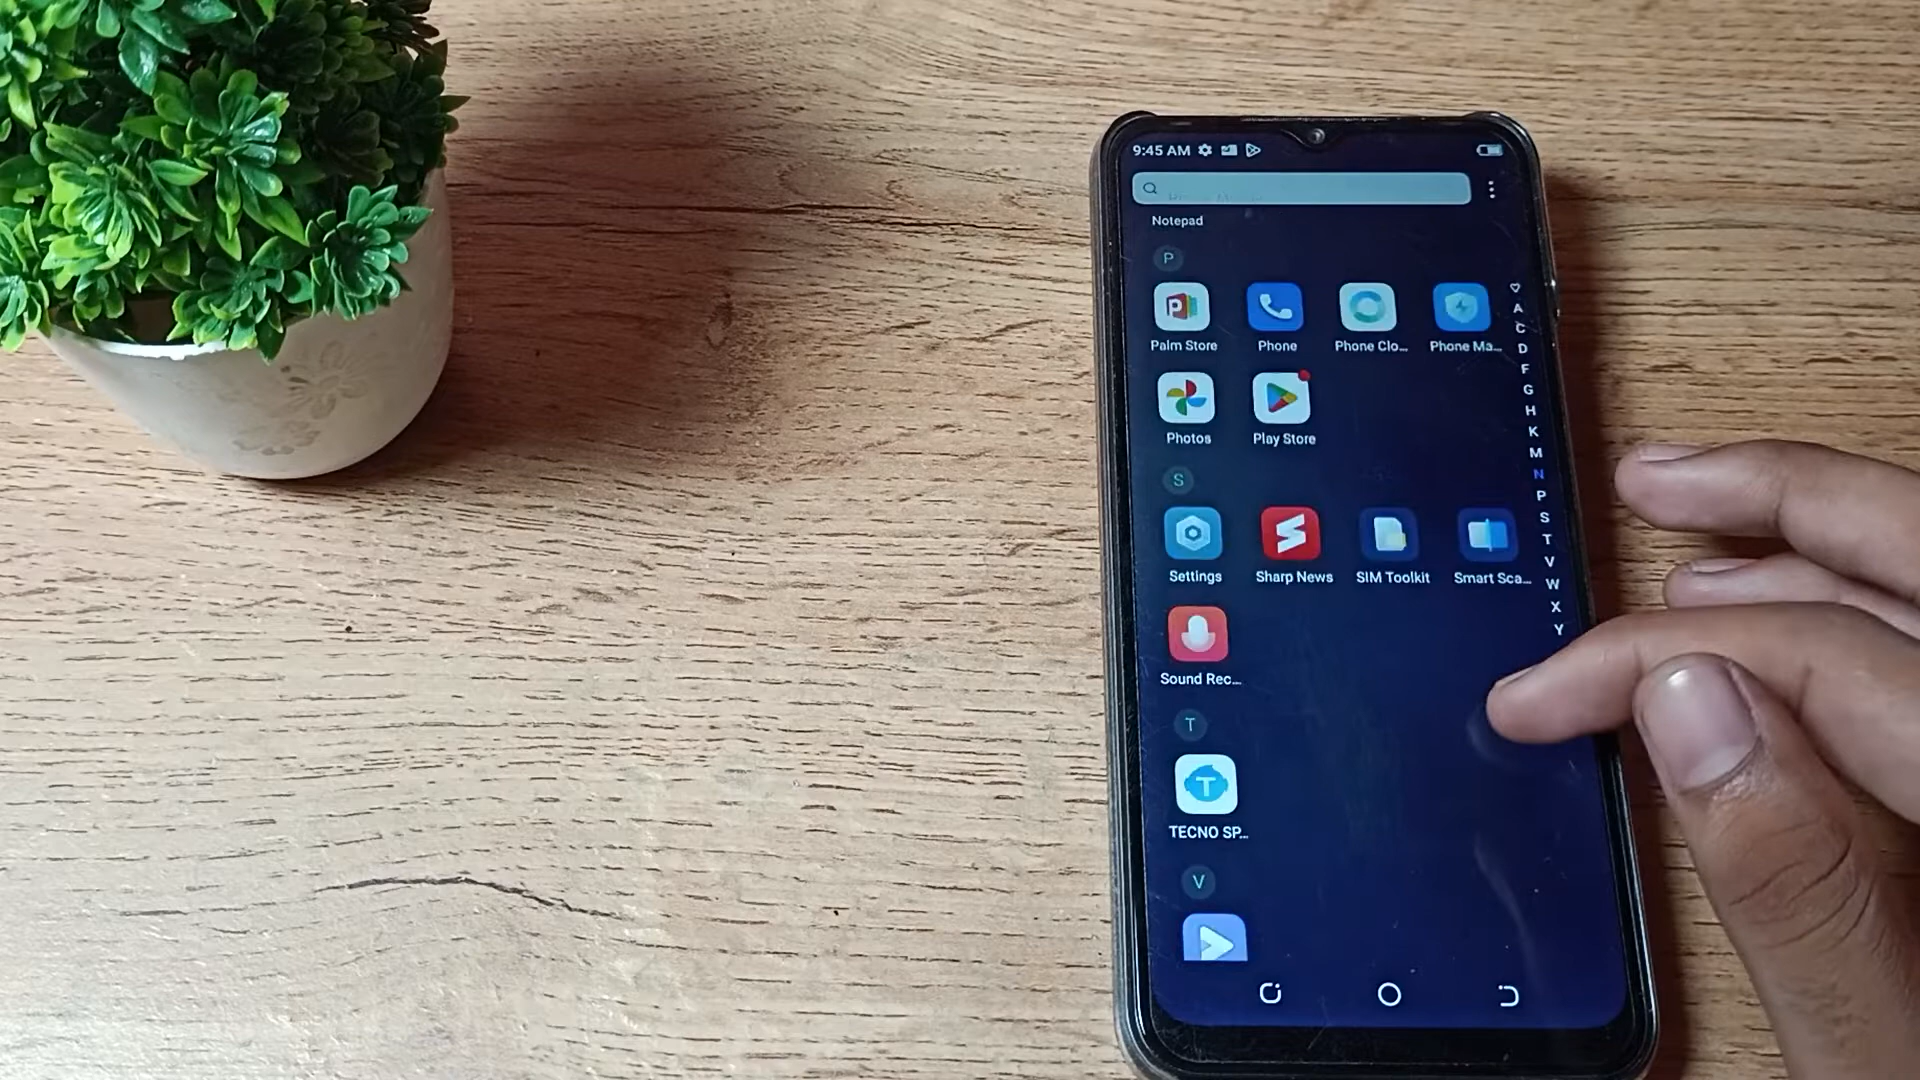 9:45 AM
Notepad
P
Palm Store Phone Phone Clo... Phone Ma...
Photos Play Store
S
Settings Sharp News SIM Toolkit Smart Sca...
Sound Rec...
T
T
TECNO SP...
V
A
C
D
F
G
H
K
M
N
P
S
T
V
W
X
Y